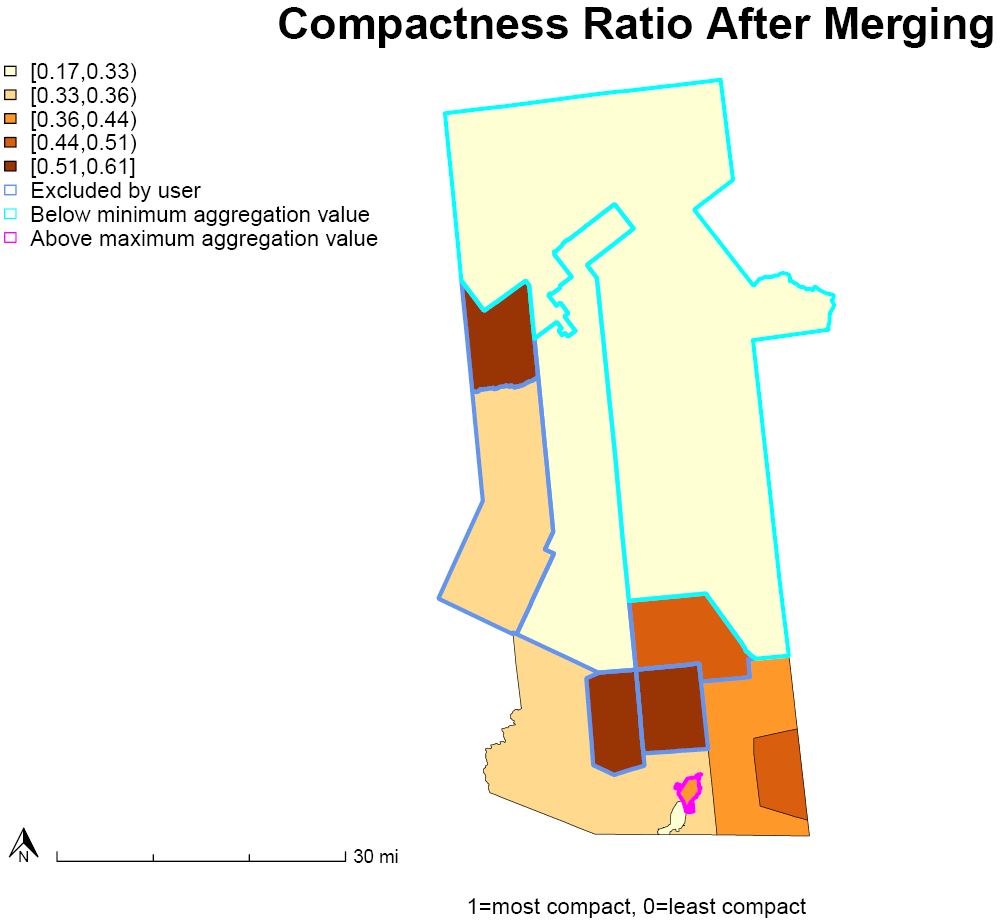 Compactness Ratio After Merging
[0.17,0.33)
[0.33,0.36)
[0.36,0.44)
[0.44,0.51)
[0.51,0.61]
Excluded by user
Below minimum aggregation value
Above maximum aggregation value
N
30 mi
1=most compact, 0=least compact